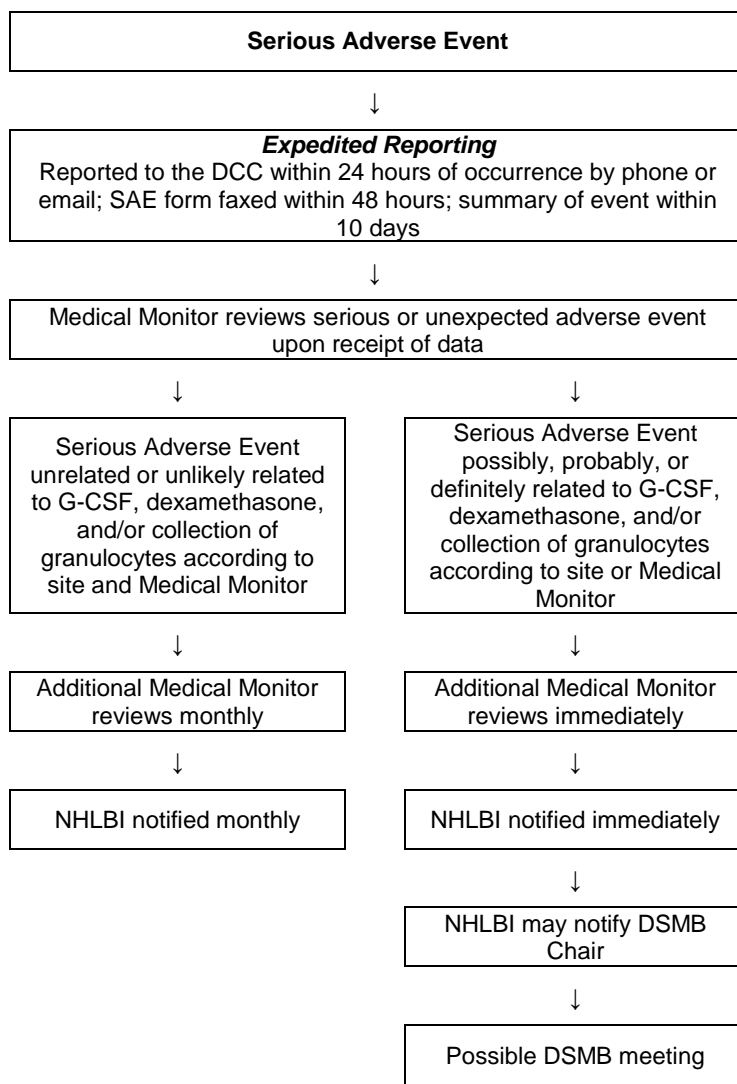 Serious Adverse Event
↓
Expedited Reporting
Reported to the DCC within 24 hours of occurrence by phone or
email; SAE form faxed within 48 hours; summary of event within
10 days
↓
Medical Monitor reviews serious or unexpected adverse event
upon receipt of data
↓
Serious Adverse Event
unrelated or unlikely related
to G-CSF, dexamethasone,
and/or collection of
granulocytes according to
site and Medical Monitor
↓
Additional Medical Monitor
reviews monthly
↓
NHLBI notified monthly
↓
Serious Adverse Event
possibly, probably, or
definitely related to G-CSF,
dexamethasone, and/or
collection of granulocytes
according to site or Medical
Monitor
↓
Additional Medical Monitor
reviews immediately
↓
NHLBI notified immediately
↓
NHLBI may notify DSMB
Chair
↓
Possible DSMB meeting